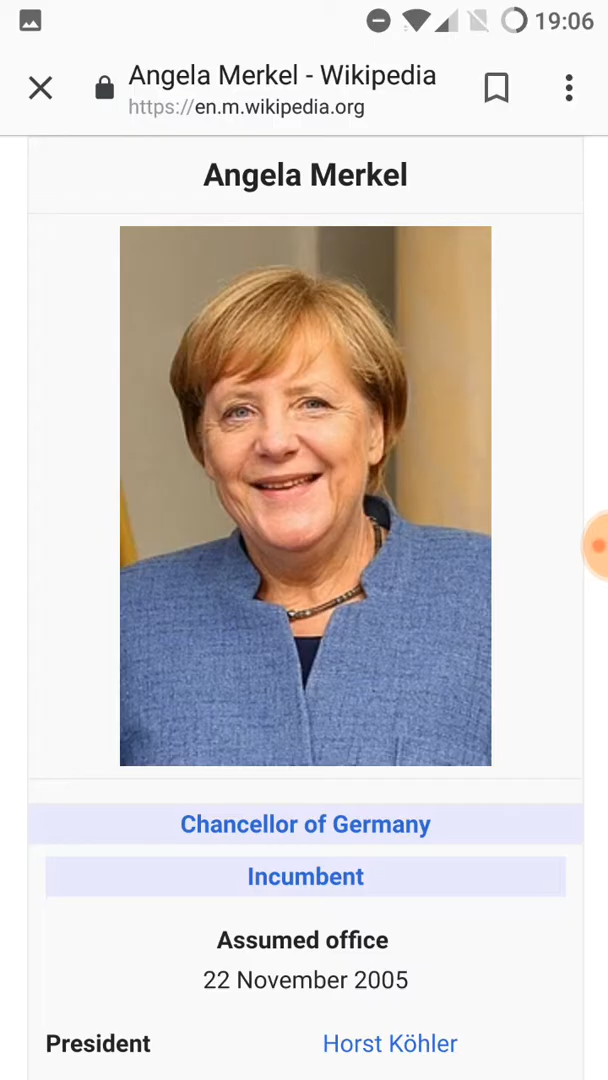 19:06
Angela Merkel - Wikipedia
https://en.m.wikipedia.org
Angela Merkel
Chancellor of Germany
Incumbent
Assumed office
22 November 2005
President Horst Köhler